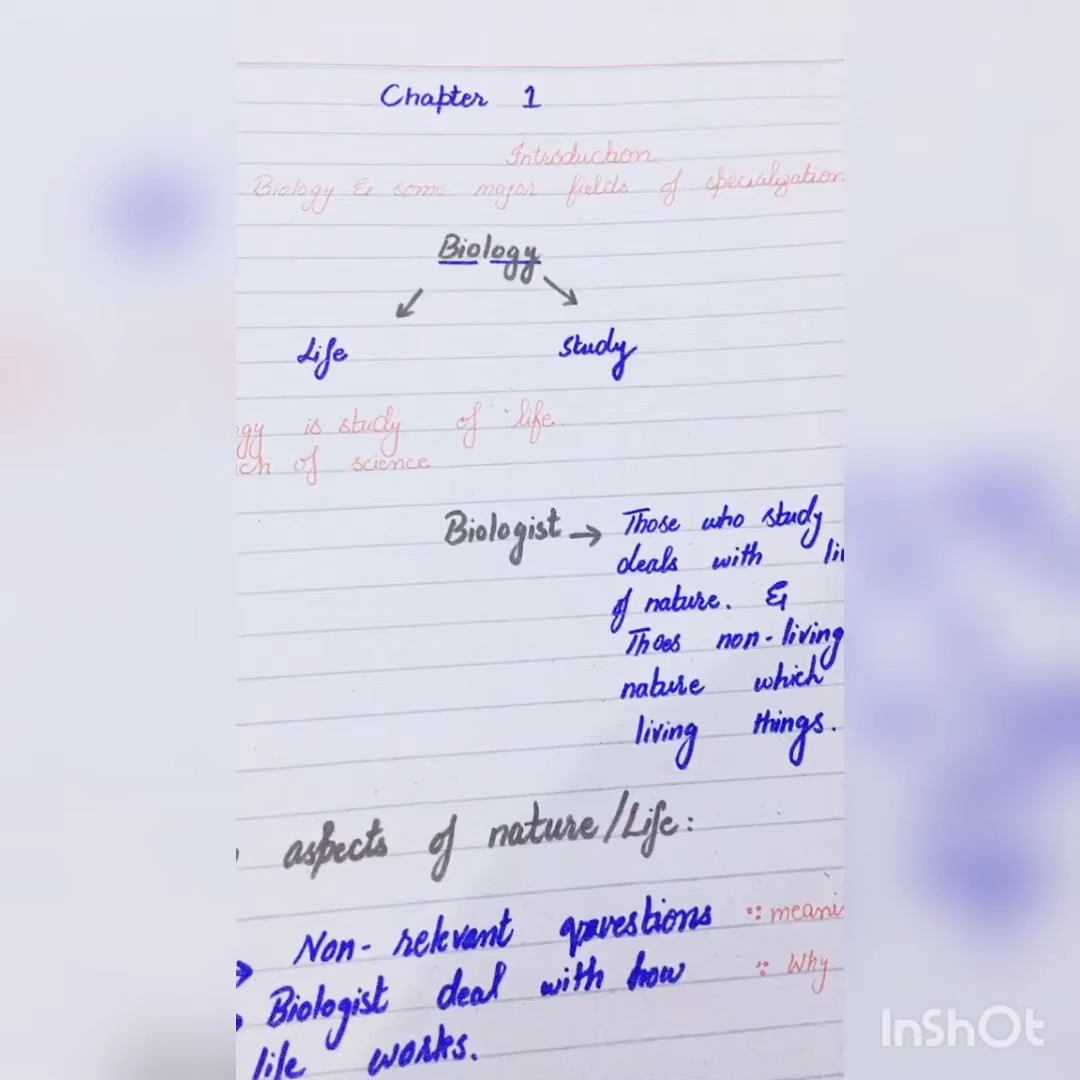 Chapter 1
Introduction
Biology & some major fields of specialization
Biology
Life Study
is study of life.
of science
Biologist → Those who study
deals with
of nature. &
Thoes non-living
nature which
living things.
aspects of nature/Life:
Non-relevant questions
Biologist deal with how :: Why
life works.
InShOt